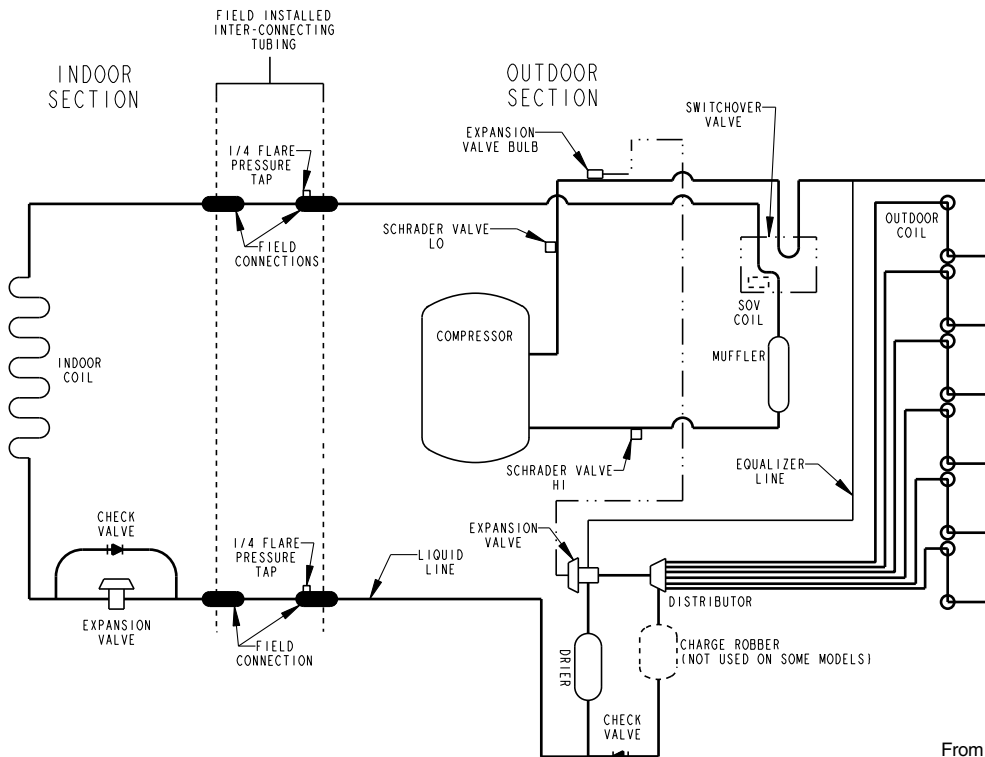 FIELD INSTALLED
INTER-CONNECTING
TUBING
INDOOR
SECTION
OUTDOOR
SECTION
SWITCHOVER
VALVE
EXPANSION
VALVE BULB
1/4 FLARE
PRESSURE
TAP
OUTDOOR
COIL
SCHRADER VALVE
LO
FIELD
CONNECTIONS
SOV
COIL
COMPRESSOR
MUFFLER
INDOOR
COIL
SCHRADER VALVE
HI
EQUALIZER
LINE
CHECK
VALVE
1/4 FLARE
PRESSURE
TAP
LIQUID
LINE
EXPANSION
VALVE
DISTRIBUTOR
EXPANSION
VALVE
FIELD
CONNECTION
DRIER
CHARGE ROBBER
(NOT USED ON SOME MODELS)
CHECK
VALVE
From